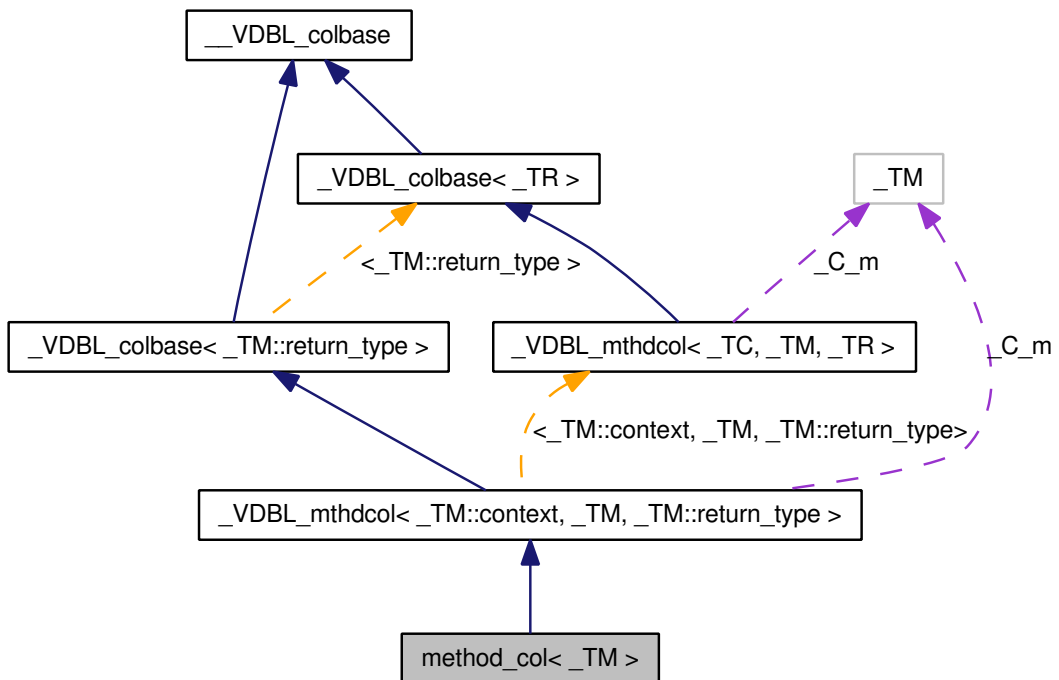 __VDBL_colbase
_VDBL_colbase< _TR >
_TM
<_TM::return_type >
_C_m
_VDBL_colbase< _TM::return_type >
_VDBL_mthdcol< _TC, _TM, _TR >
_C_m
<_TM::context, _TM, _TM::return_type>
_VDBL_mthdcol< _TM::context, _TM, _TM::return_type >
method_col< _TM >